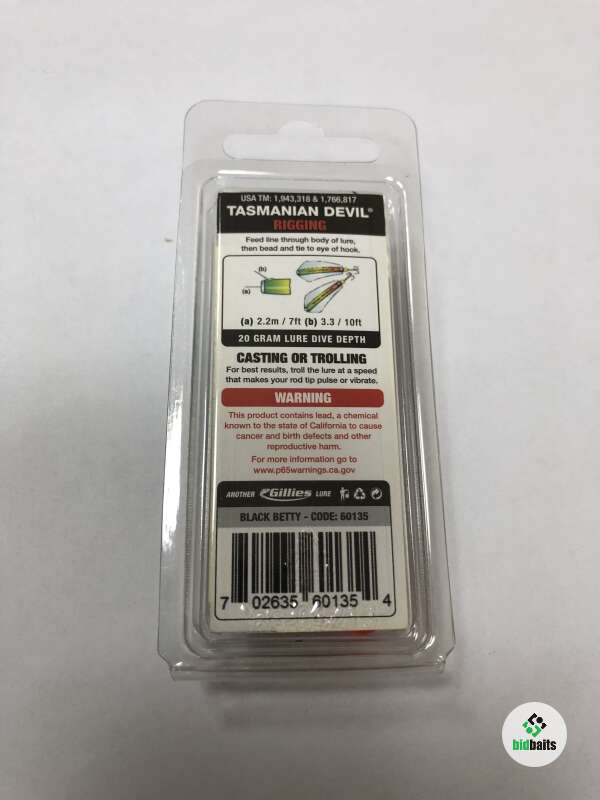 USA TM: 1,943,318 & 1,766,817
TASMANIAN DEVIL®
RIGGING
Feed line through body of lure,
then bead and tie to eye of hook.
(b)
(a)
(a) 2.2m / 7ft (b) 3.3 / 10ft
20 GRAM LURE DIVE DEPTH
CASTING OR TROLLING
For best results, troll the lure at a speed
that makes your rod tip pulse or vibrate.
WARNING
This product contains lead, a chemical
known to the state of California to cause
cancer and birth defects and other
reproductive harm.
For more information go to
www.p65warnings.ca.gov
ANOTHER Gillies LURE
BLACK BETTY - CODE: 60135
7 02635 60135 4
bidbaits